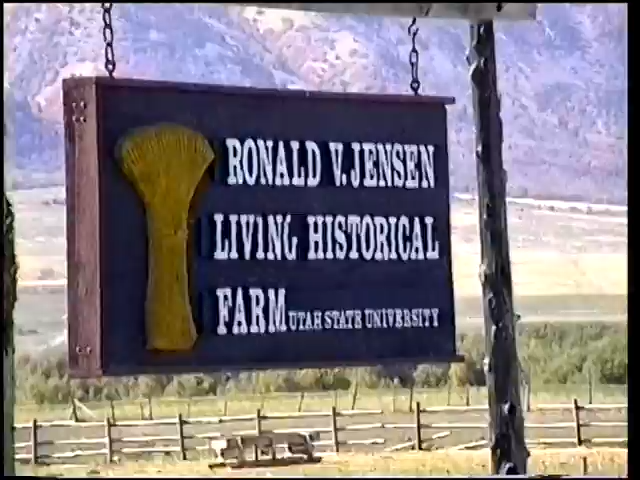 RONALD V. JENSEN
LIVING HISTORICAL
FARM UTAH STATE UNIVERSITY